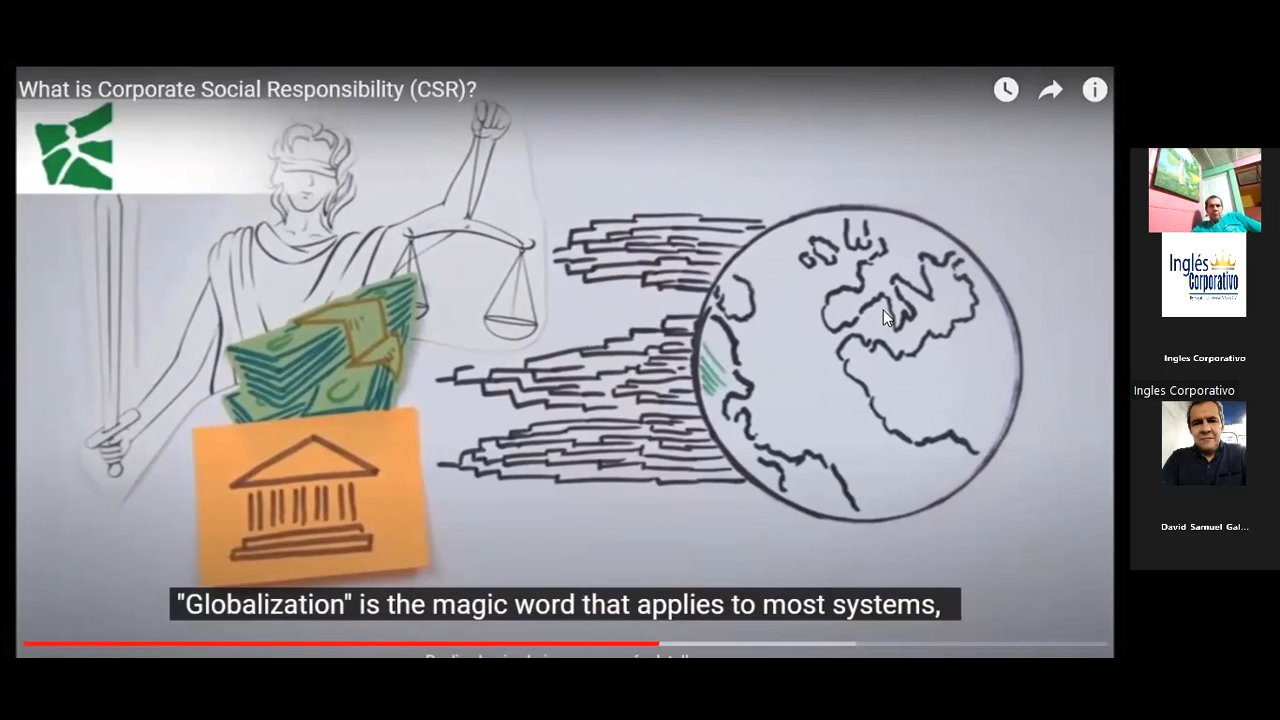 What is Corporate Social Responsibility (CSR)?
"Globalization" is the magic word that applies to most systems,
Inglés
Corporativo
Ingles Corporativo
Ingles Corporativo
David Samuel Gal...